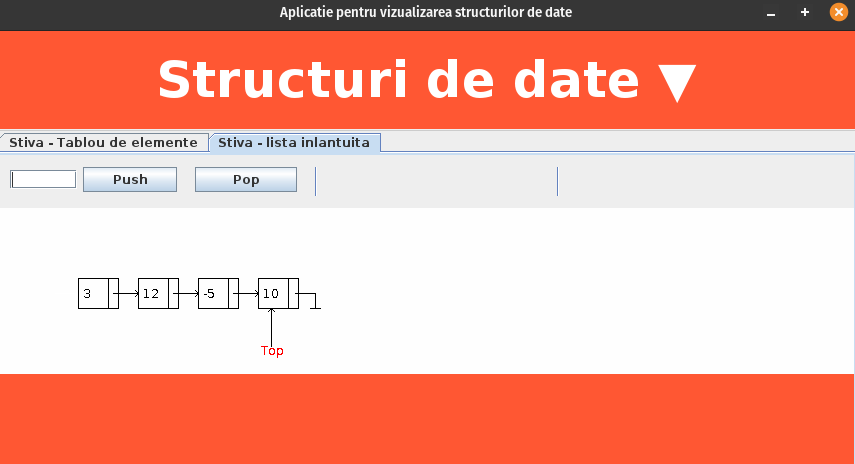 Aplicatie pentru vizualizarea structurilor de date
Structuri de date ▼
Stiva - Tablou de elemente Stiva - lista inlantuita
Push Pop
3 12 -5 10
Top